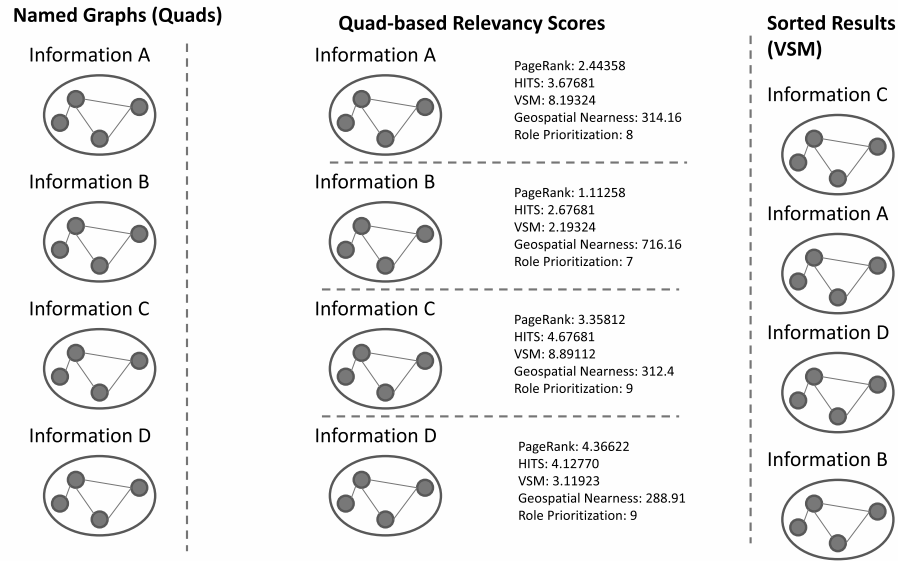 Named Graphs (Quads)
Information A
Information B
Information C
Information D
Quad-based Relevancy Scores
Information A
PageRank: 2.44358
HITS: 3.67681
VSM: 8.19324
Geospatial Nearness: 314.16
Role Prioritization: 8
Information B
PageRank: 1.11258
HITS: 2.67681
VSM: 2.19324
Geospatial Nearness: 716.16
Role Prioritization: 7
Information C
PageRank: 3.35812
HITS: 4.67681
VSM: 8.89112
Geospatial Nearness: 312.4
Role Prioritization: 9
Information D
PageRank: 4.36622
HITS: 4.12770
VSM: 3.11923
Geospatial Nearness: 288.91
Role Prioritization: 9
Sorted Results
(VSM)
Information C
Information A
Information D
Information B